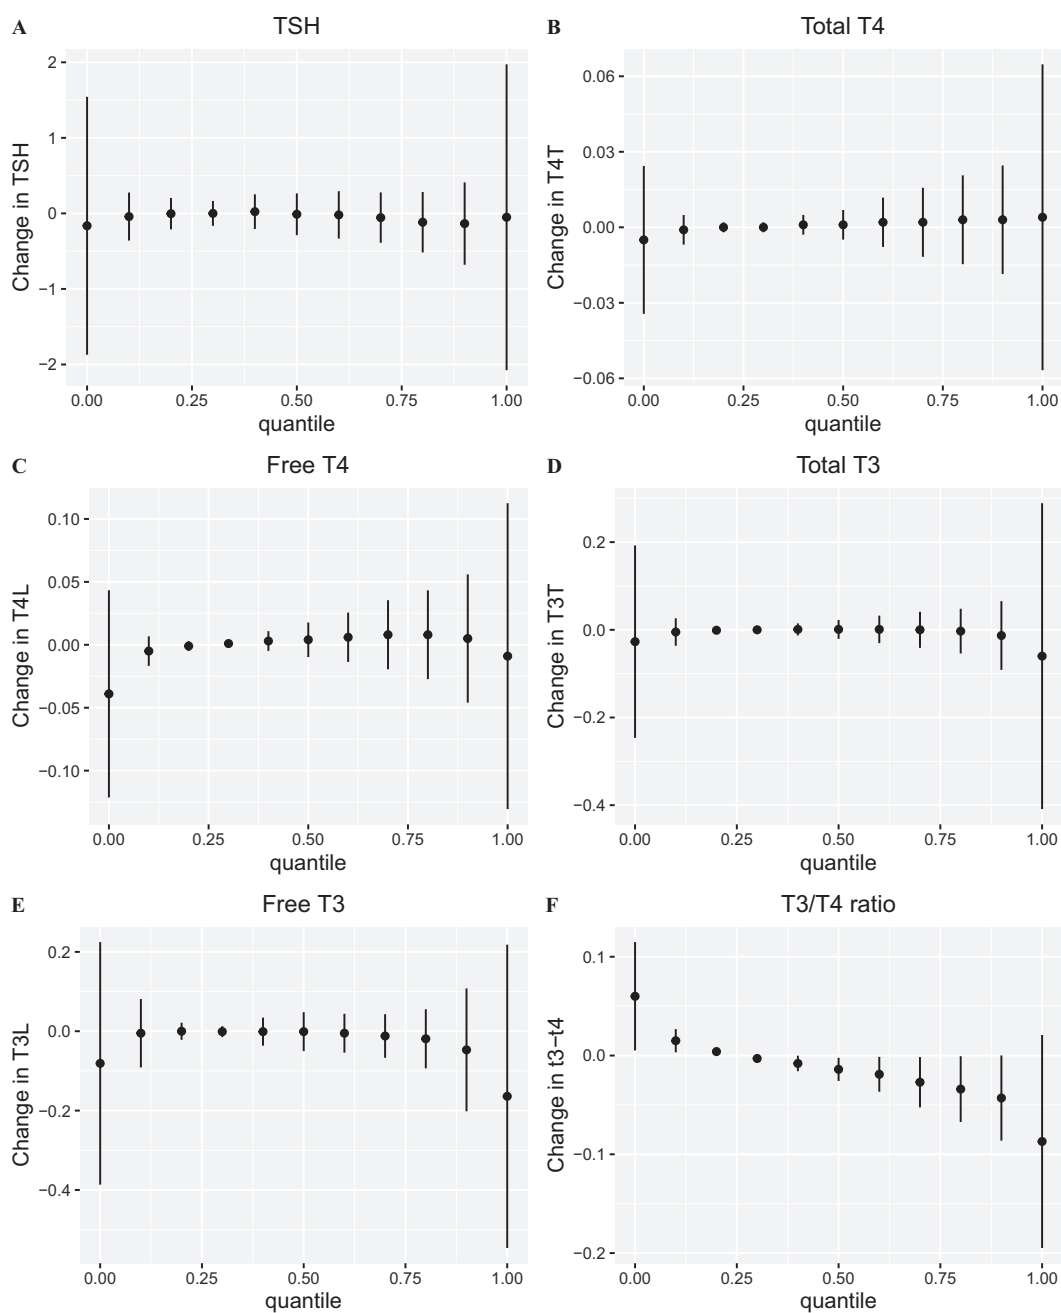 A TSH
2
1
0
−1
−2
Change in TSH
0.00 0.25 0.50 0.75 1.00
quantile
B Total T4
0.06
0.03
0.00
−0.03
−0.06
Change in T4T
0.00 0.25 0.50 0.75 1.00
quantile
C Free T4
0.10
0.05
0.00
−0.05
−0.10
Change in T4L
0.00 0.25 0.50 0.75 1.00
quantile
D Total T3
0.2
0.0
−0.2
−0.4
Change in T3T
0.00 0.25 0.50 0.75 1.00
quantile
E Free T3
0.2
0.0
−0.2
−0.4
Change in T3L
0.00 0.25 0.50 0.75 1.00
quantile
F T3/T4 ratio
0.1
0.0
−0.1
−0.2
Change in t3−t4
0.00 0.25 0.50 0.75 1.00
quantile